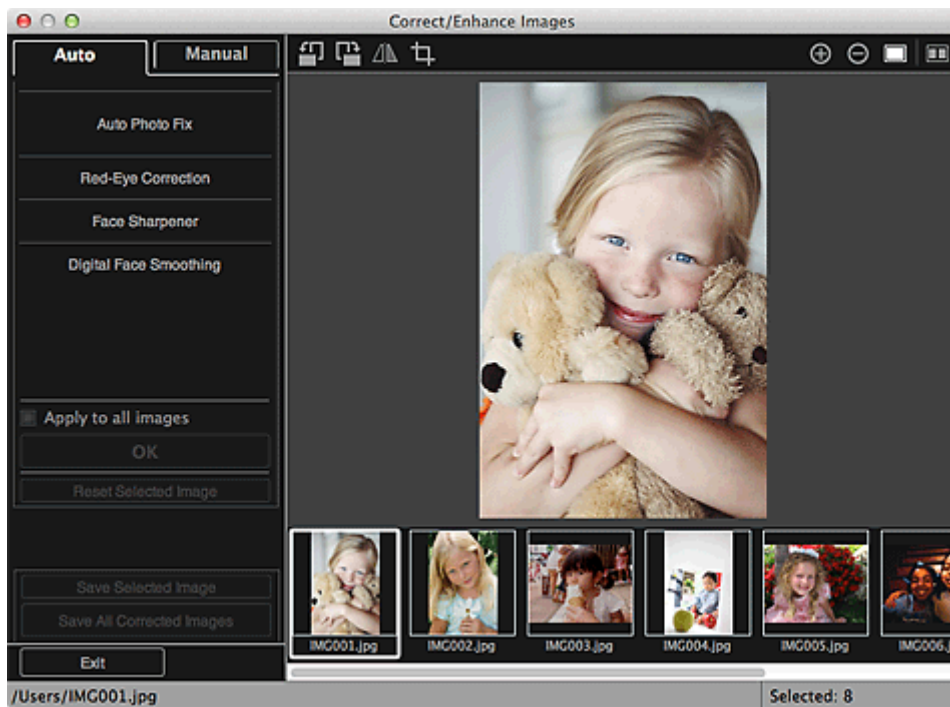 Correct/Enhance Images
Auto
Manual
Auto Photo Fix
Red-Eye Correction
Face Sharpener
Digital Face Smoothing
Apply to all images
OK
Reset Selected Image
Save Selected Image
Save All Corrected Images
Exit
IMG001.jpg
IMG002.jpg
IMG003.jpg
IMG004.jpg
IMG005.jpg
IMG006.j
/Users/IMG001.jpg
Selected: 8